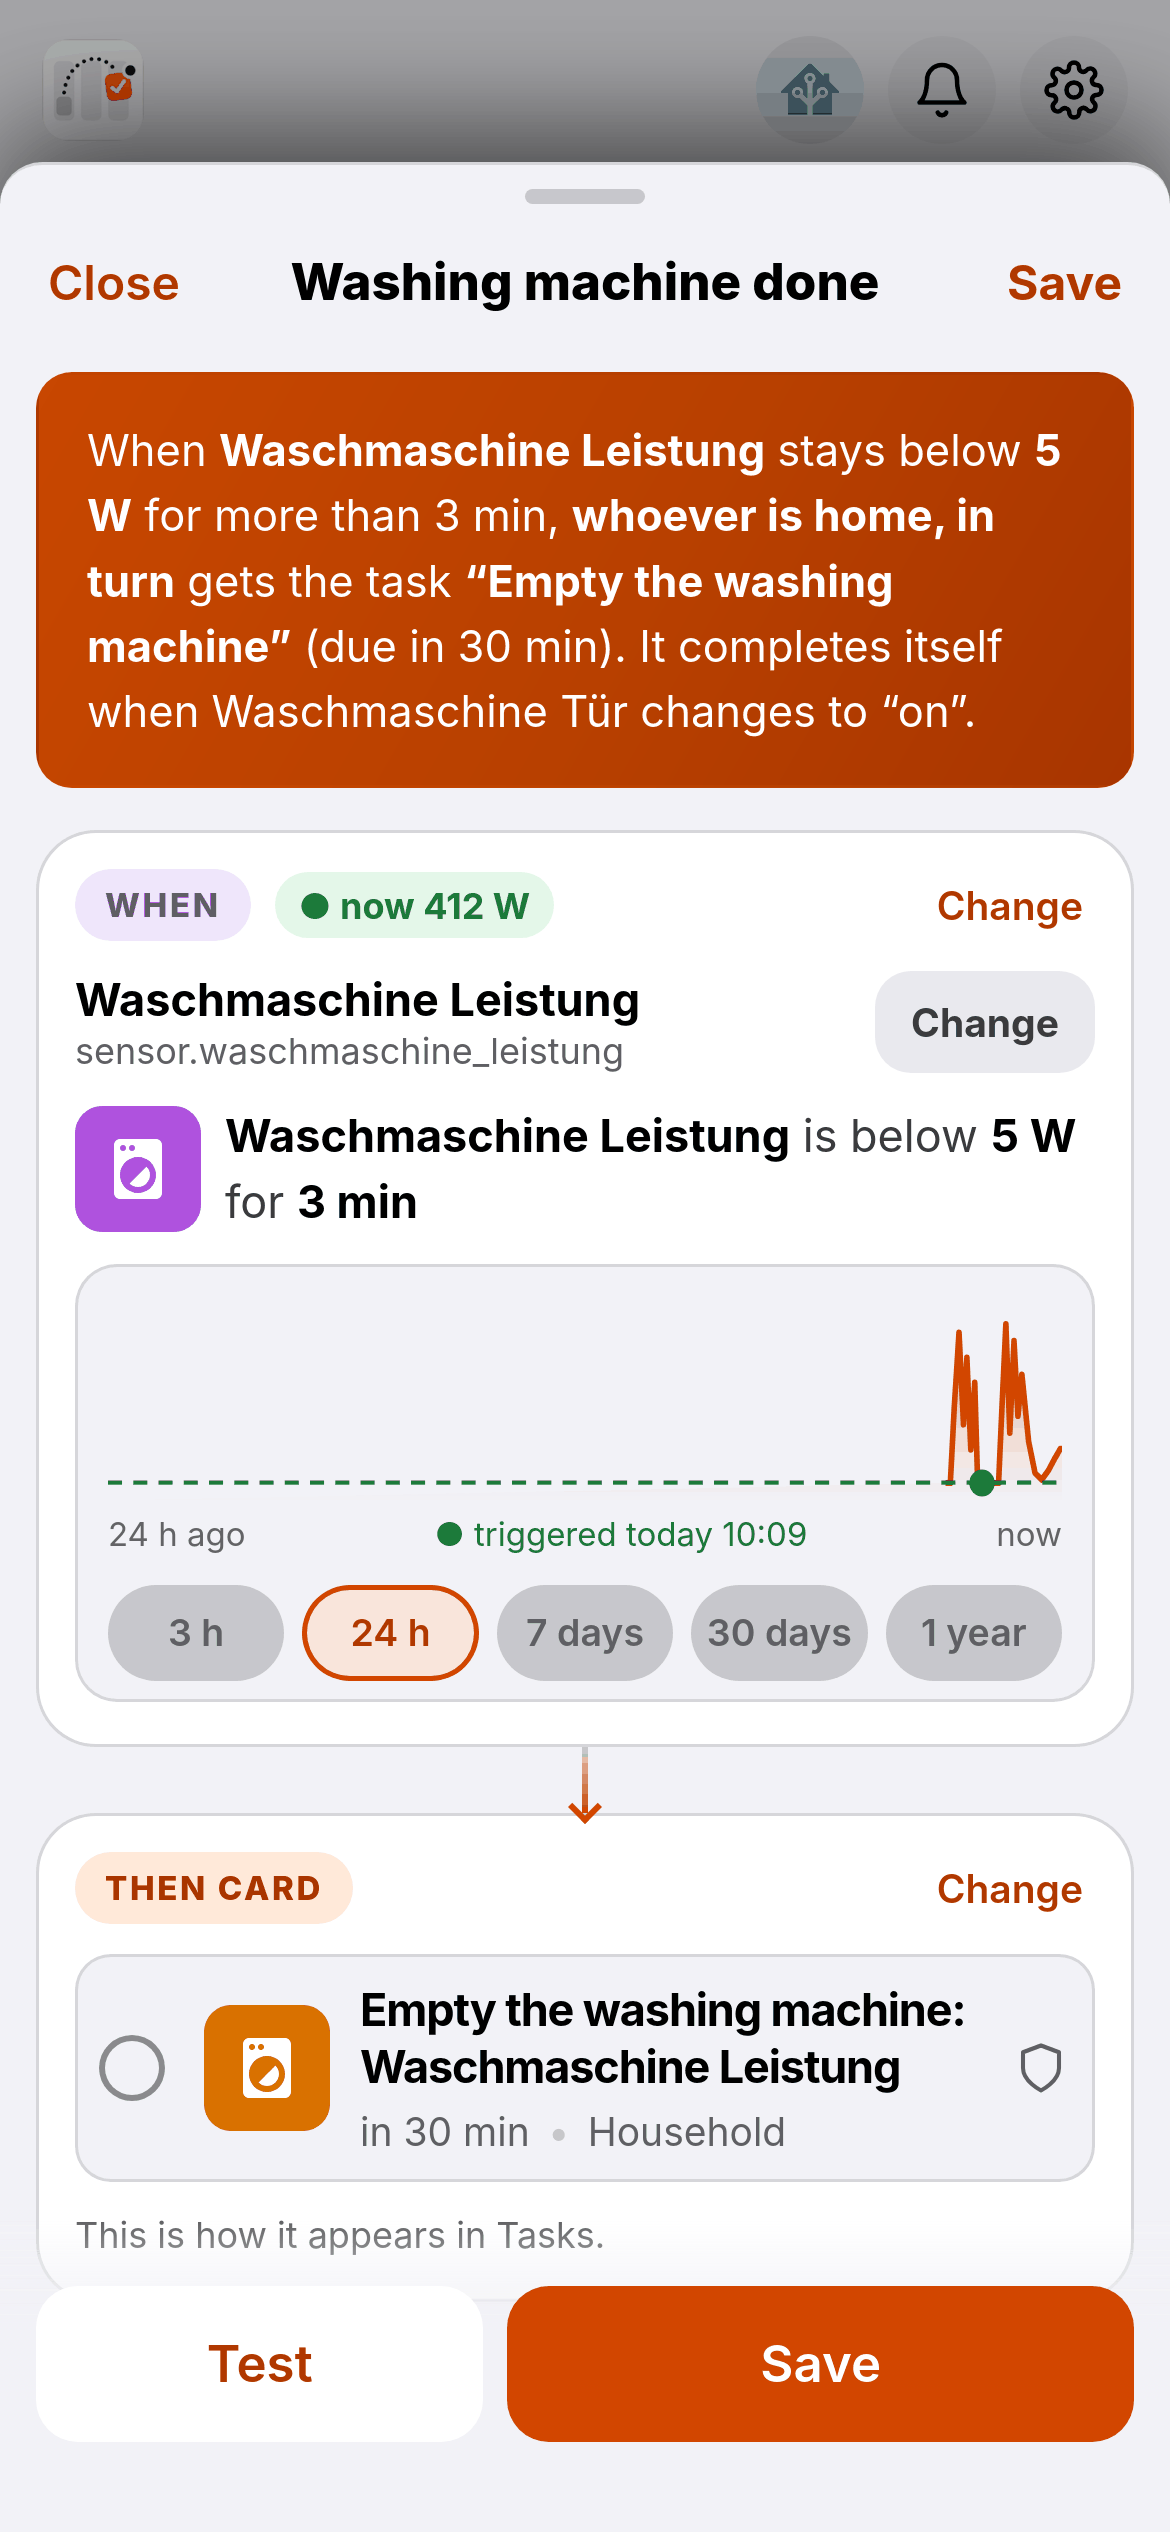 Close
Washing machine done
Save
When Waschmaschine Leistung stays below 5
W for more than 3 min, whoever is home, in
turn gets the task “Empty the washing
machine” (due in 30 min). It completes itself
when Waschmaschine Tür changes to “on”.
WHEN
now 412 W
Change
Waschmaschine Leistung
sensor.waschmaschine_leistung
Change
Waschmaschine Leistung is below 5 W
for 3 min
24 h ago
triggered today 10:09
now
3 h
24 h
7 days
30 days
1 year
THEN CARD
Change
Empty the washing machine:
Waschmaschine Leistung
in 30 min • Household
This is how it appears in Tasks.
Test
Save